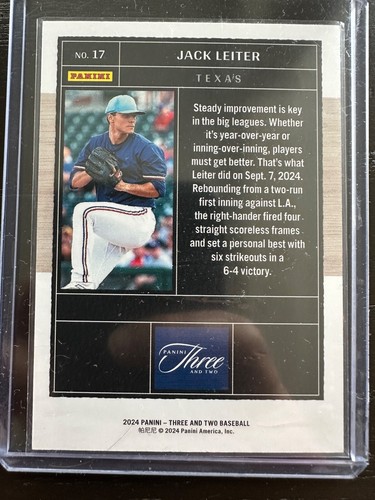 NO. 17
JACK LEITER
PANINI
TEXAS
Steady improvement is key
in the big leagues. Whether
it's year-over-year or
inning-over-inning, players
must get better. That's what
Leiter did on Sept. 7, 2024.
Rebounding from a two-run
first inning against L.A.,
the right-hander fired four
straight scoreless frames
and set a personal best with
six strikeouts in a
6-4 victory.
PANINI
Three
AND TWO
2024 PANINI – THREE AND TWO BASEBALL
帕尼尼 © 2024 Panini America, Inc.